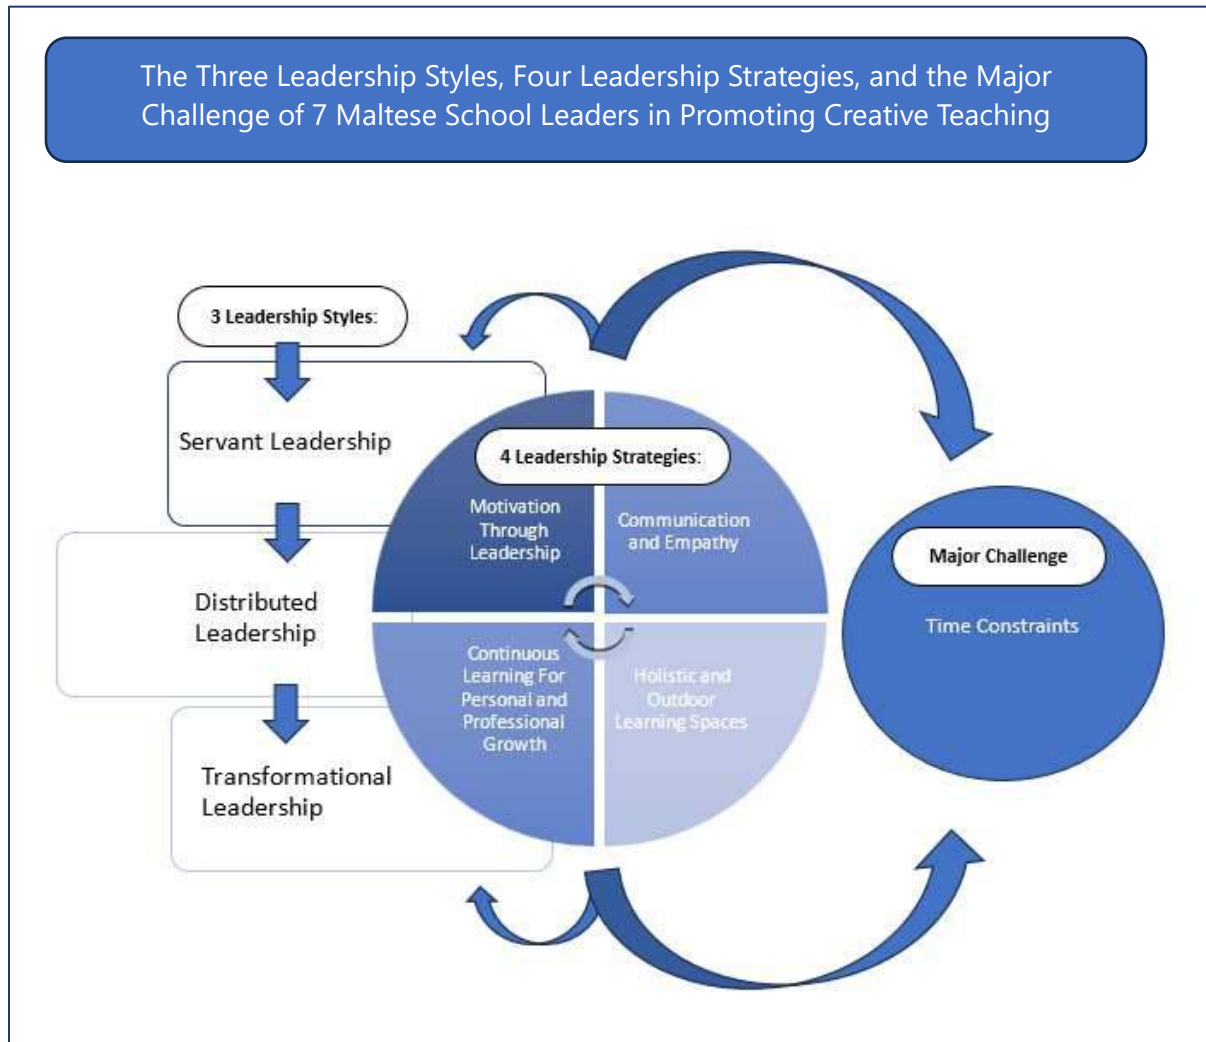 The Three Leadership Styles, Four Leadership Strategies, and the Major
Challenge of 7 Maltese School Leaders in Promoting Creative Teaching
3 Leadership Styles:
Servant Leadership
Distributed
Leadership
Transformational
Leadership
4 Leadership Strategies:
Motivation
Through
Leadership
Communication
and Empathy
Continuous
Learning For
Personal and
Professional
Growth
Holistic and
Outdoor
Learning Spaces
Major Challenge
Time Constraints